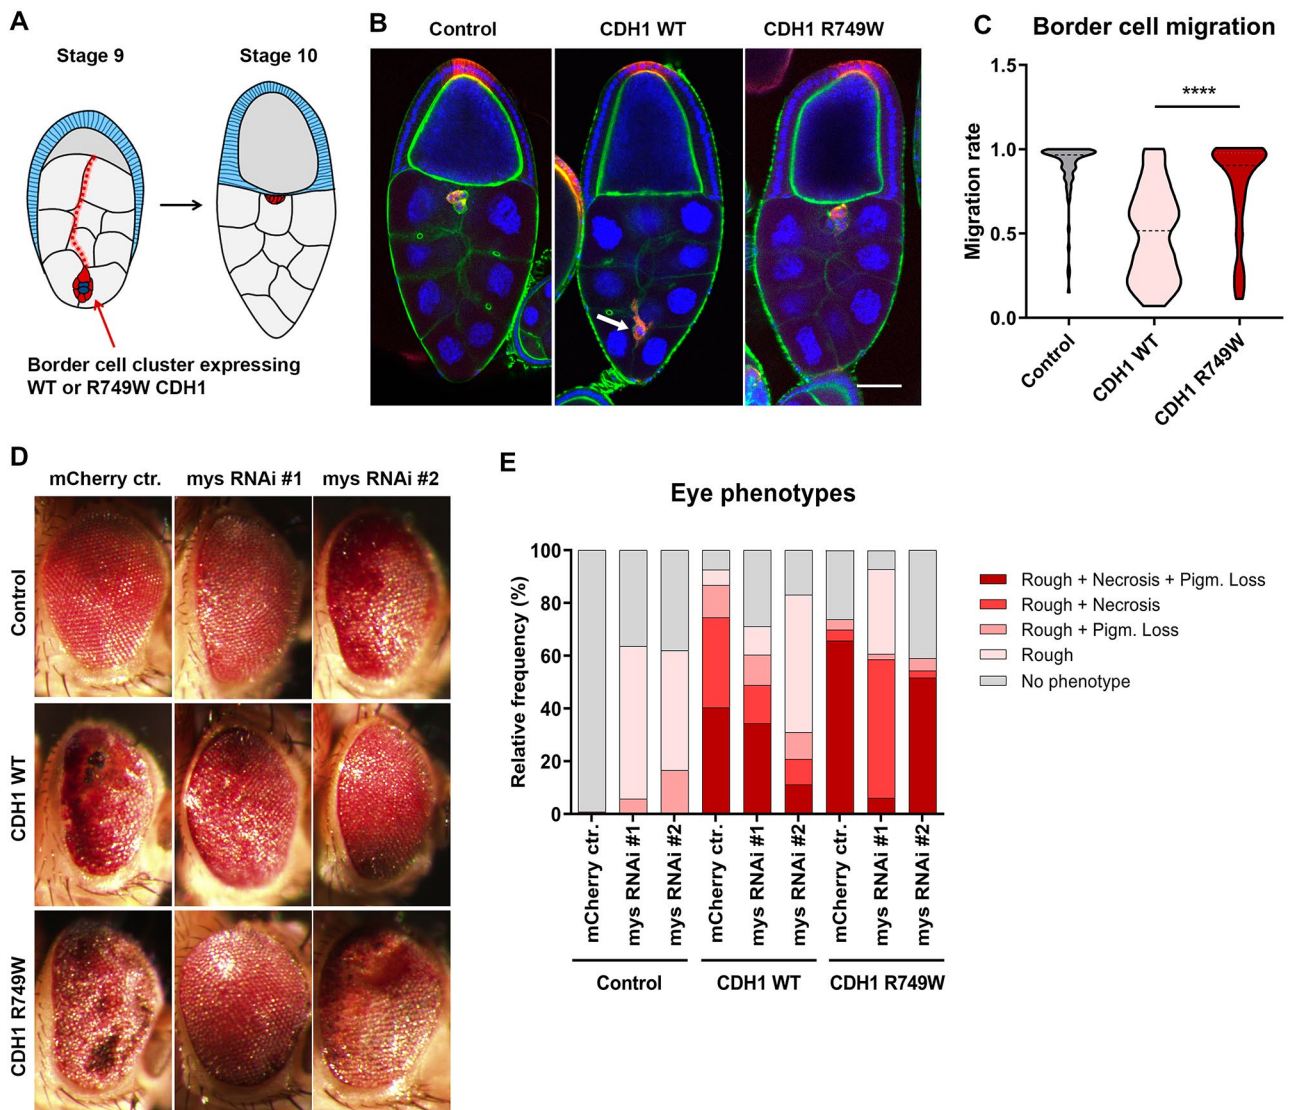 A
Stage 9
Stage 10
Border cell cluster expressing
WT or R749W CDH1
B
Control
CDH1 WT
CDH1 R749W
C
Border cell migration
Migration rate
1.5
1.0
0.5
0.0
****
Control
CDH1 WT
CDH1 R749W
D
mCherry ctr.
mys RNAi #1
mys RNAi #2
Control
CDH1 WT
CDH1 R749W
E
Eye phenotypes
Relative frequency (%)
100
80
60
40
20
0
mCherry ctr.
mys RNAi #1
mys RNAi #2
mCherry ctr.
mys RNAi #1
mys RNAi #2
mCherry ctr.
mys RNAi #1
mys RNAi #2
Control
CDH1 WT
CDH1 R749W
Rough + Necrosis + Pigm. Loss
Rough + Necrosis
Rough + Pigm. Loss
Rough
No phenotype